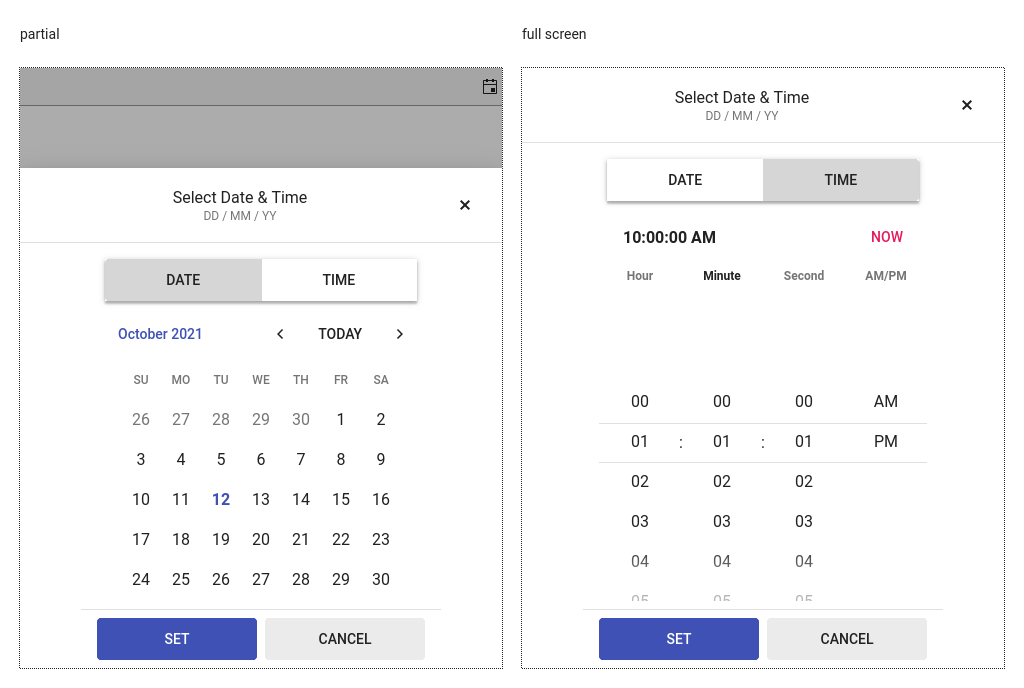 partial
Select Date & Time
DD / MM / YY
×
DATE TIME
October 2021 TODAY
SU MO TU WE TH FR SA
26 27 28 29 30 1 2
3 4 5 6 7 8 9
10 11 12 13 14 15 16
17 18 19 20 21 22 23
24 25 26 27 28 29 30
SET CANCEL
full screen
Select Date & Time
DD / MM / YY
×
DATE TIME
10:00:00 AM NOW
Hour Minute Second AM/PM
00 00 00 AM
01 : 01 : 01 PM
02 02 02
03 03 03
04 04 04
05 05 05
SET CANCEL